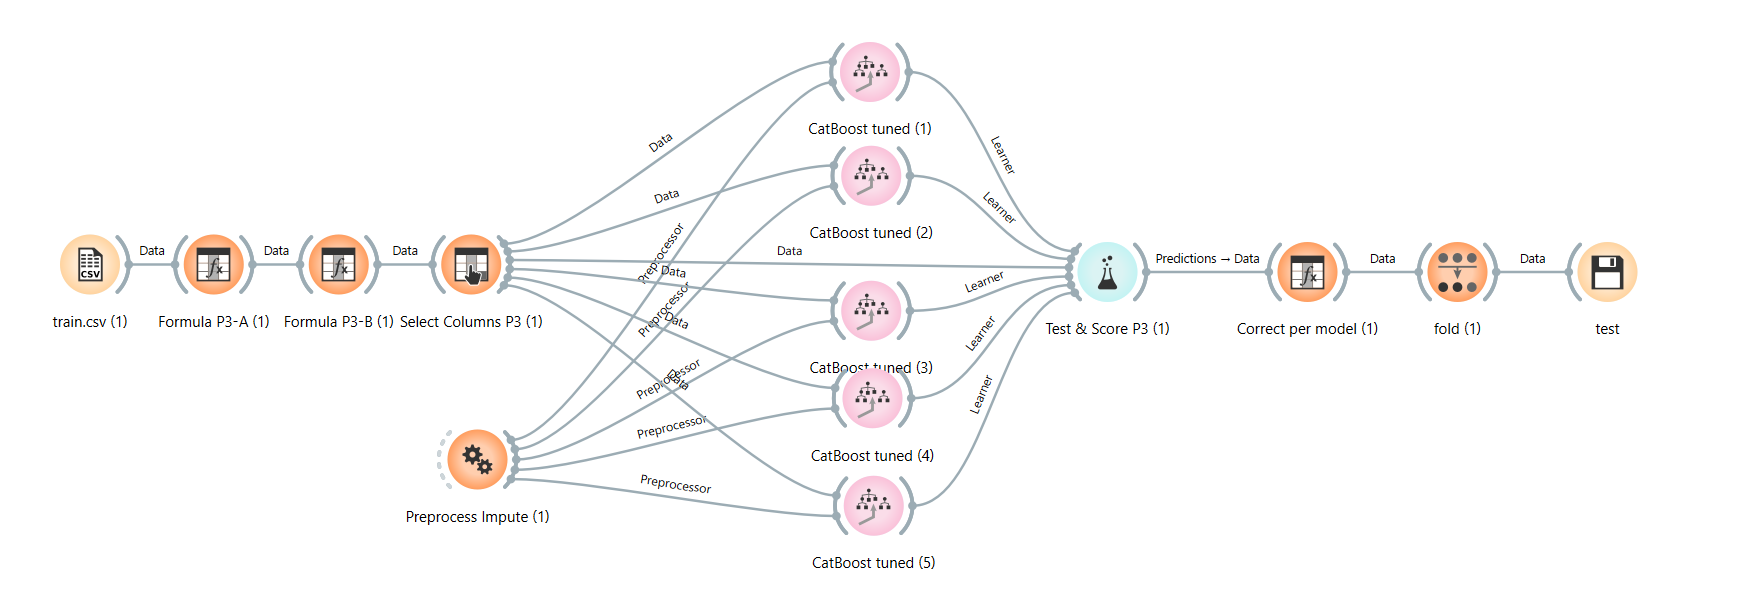 CatBoost tuned (1)
Data
Learner
Data
Learner
CatBoost tuned (2)
CSV
Data
Data
Data
Preprocessor
Data
Data
Learner
Predictions → Data
Data
Data
train.csv (1)
Formula P3-A (1)
Formula P3-B (1)
Select Columns P3 (1)
Preprocessor
Data
Learner
Test & Score P3 (1)
Correct per model (1)
fold (1)
test
CatBoost tuned (3)
Preprocessor
Data
Learner
Preprocessor
CatBoost tuned (4)
Preprocessor
Preprocess Impute (1)
CatBoost tuned (5)